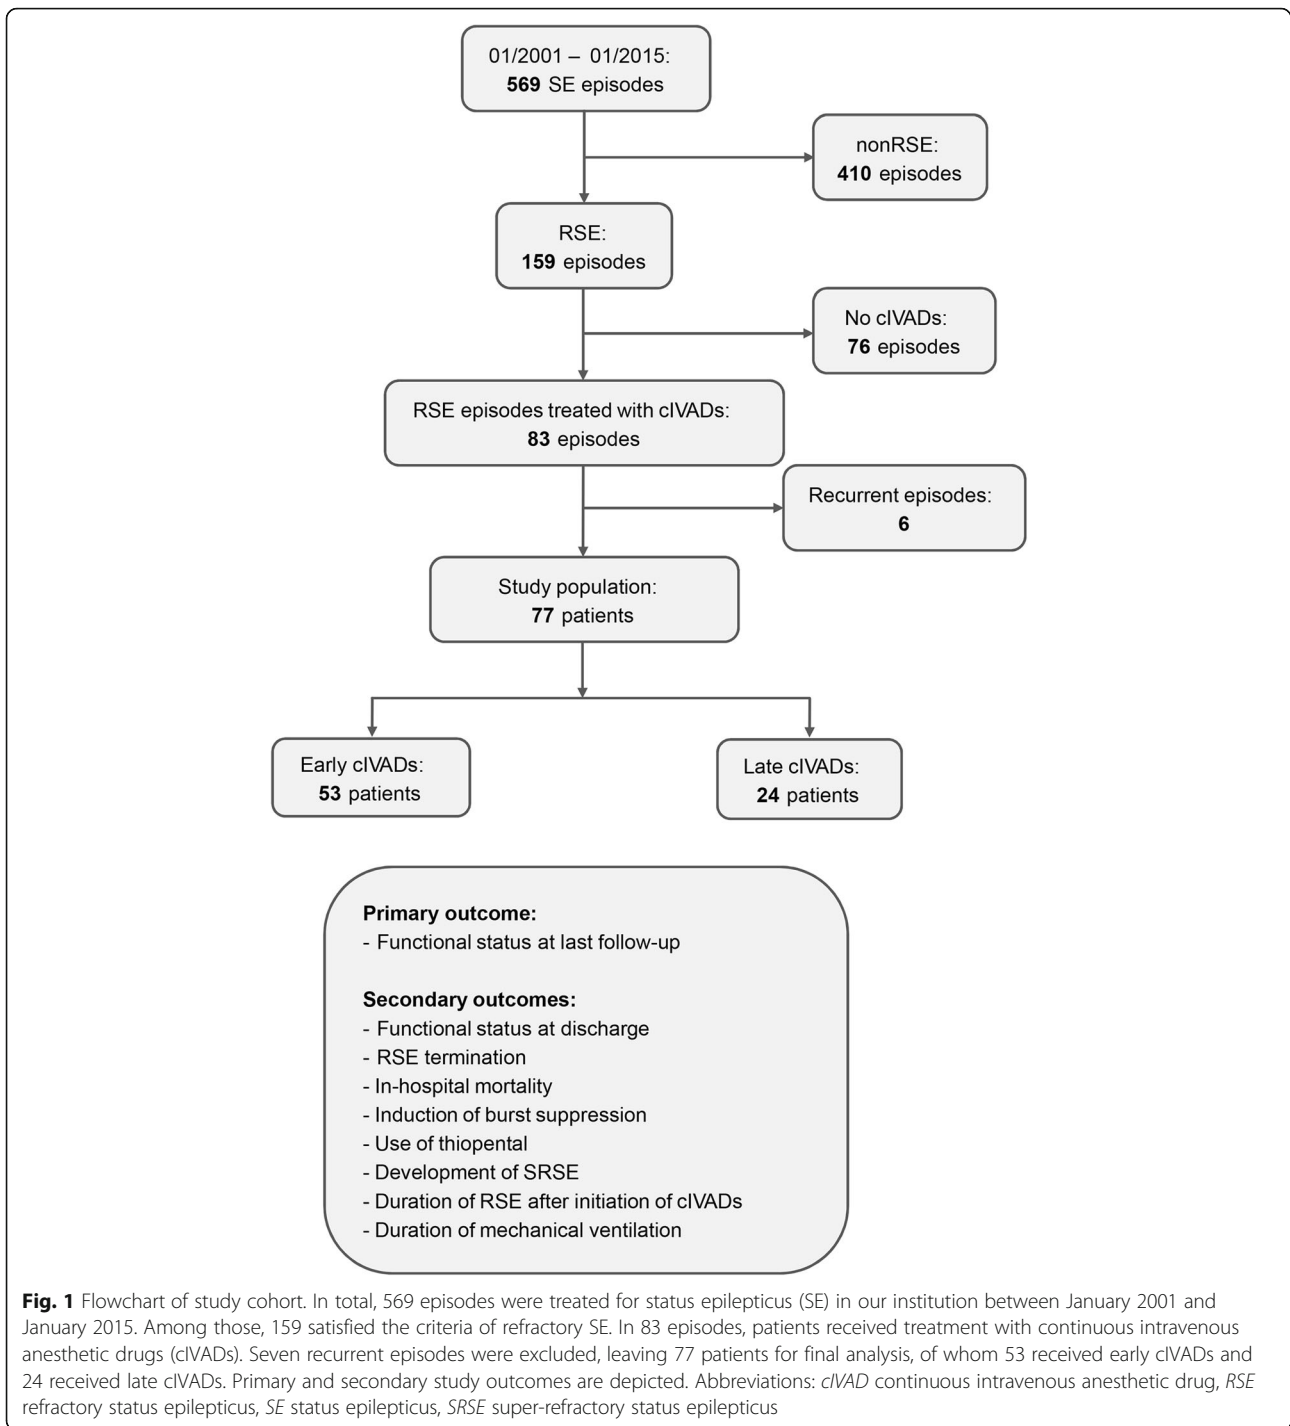 01/2001 – 01/2015:
569 SE episodes
nonRSE:
410 episodes
RSE:
159 episodes
No cIVADs:
76 episodes
RSE episodes treated with cIVADs:
83 episodes
Recurrent episodes:
6
Study population:
77 patients
Early cIVADs:
53 patients
Late cIVADs:
24 patients
Primary outcome:
- Functional status at last follow-up
Secondary outcomes:
- Functional status at discharge
- RSE termination
- In-hospital mortality
- Induction of burst suppression
- Use of thiopental
- Development of SRSE
- Duration of RSE after initiation of cIVADs
- Duration of mechanical ventilation
Fig. 1 Flowchart of study cohort. In total, 569 episodes were treated for status epilepticus (SE) in our institution between January 2001 and
January 2015. Among those, 159 satisfied the criteria of refractory SE. In 83 episodes, patients received treatment with continuous intravenous
anesthetic drugs (cIVADs). Seven recurrent episodes were excluded, leaving 77 patients for final analysis, of whom 53 received early cIVADs and
24 received late cIVADs. Primary and secondary study outcomes are depicted. Abbreviations: cIVAD continuous intravenous anesthetic drug, RSE
refractory status epilepticus, SE status epilepticus, SRSE super-refractory status epilepticus